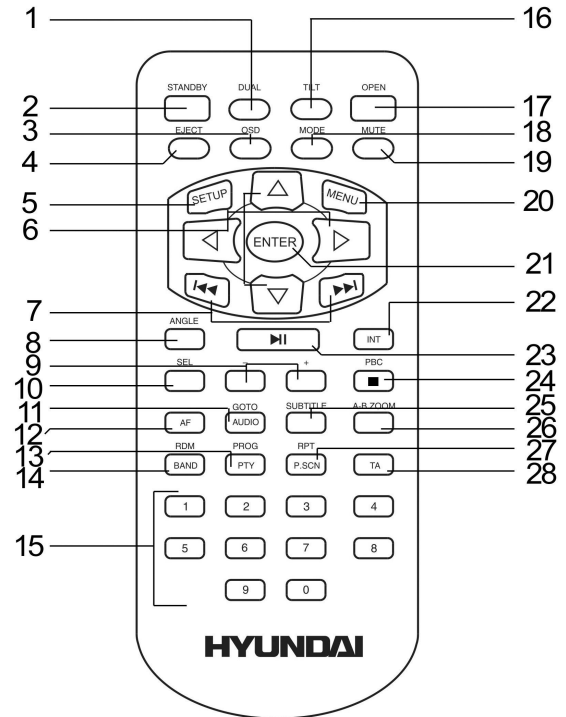 1 16
STANDBY DUAL TILT OPEN
2 17
3 18
EJECT OSD MODE MUTE
4 19
5 SETUP MENU 20
6
ENTER 21
7 22
ANGLE
8 INT
23
9
SEL - + PBC
10 24
11 GOTO SUBTITLE A-B ZOOM 25
12 AF AUDIO 26
13 RDM PROG RPT 27
14 BAND PTY P.SCN TA 28
1 2 3 4
15
5 6 7 8
9 0
HYUNDAI